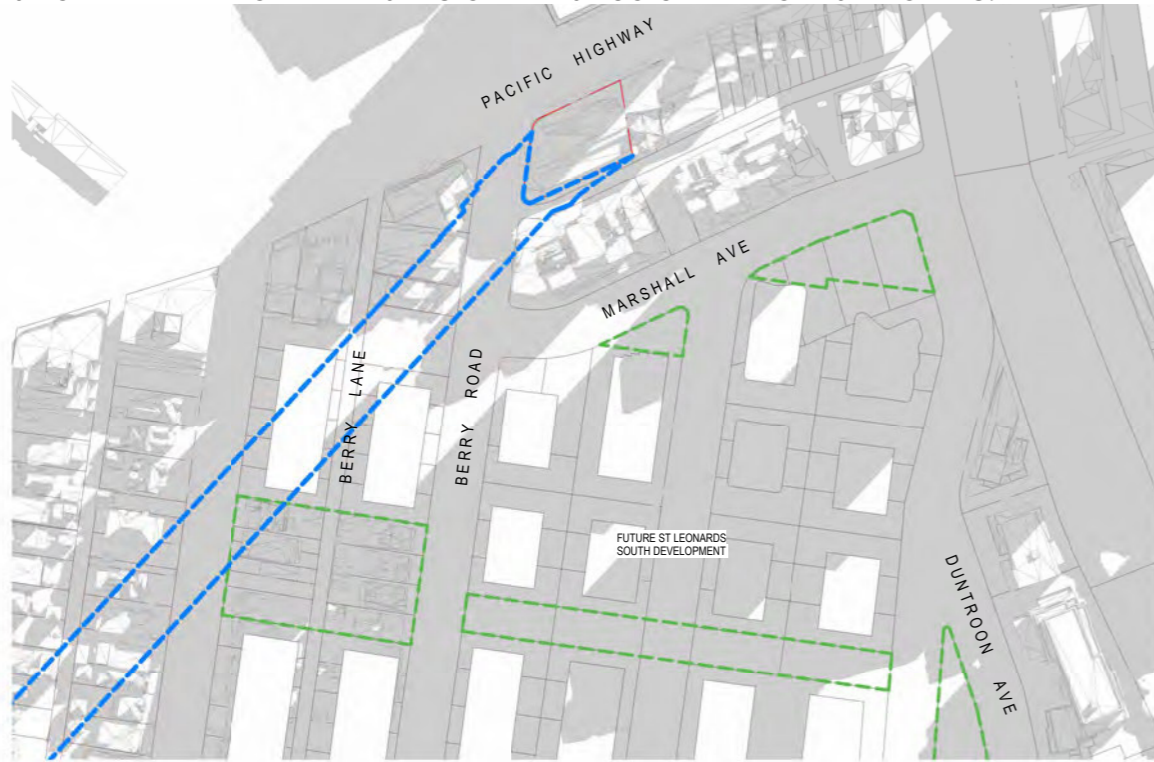 PACIFIC HIGHWAY
MARSHALL AVE
BERRY LANE
BERRY ROAD
FUTURE ST LEONARDS
SOUTH DEVELOPMENT
DUNTROON AVE